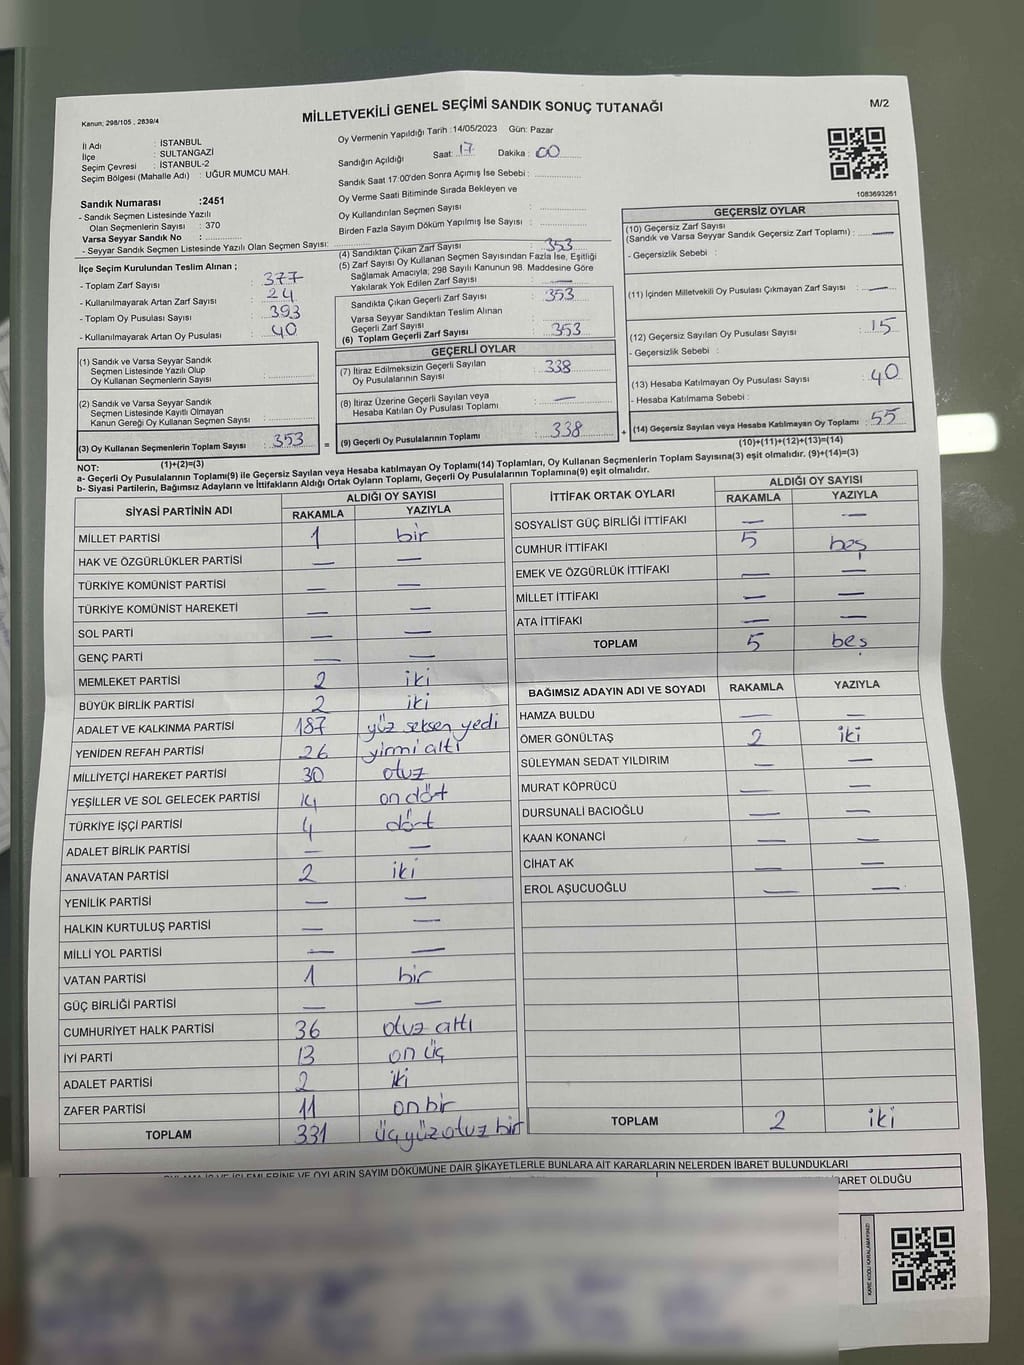 MİLLETVEKİLİ GENEL SEÇİMİ SANDIK SONUÇ TUTANAĞI
M/2
Kanun; 298/105 , 2839/4
İl Adı : İSTANBUL
İlçe : SULTANGAZİ
Seçim Çevresi : İSTANBUL-2
Seçim Bölgesi (Mahalle Adı) : UĞUR MUMCU MAH.
Oy Vermenin Yapıldığı Tarih :14/05/2023 Gün: Pazar
Sandığın Açıldığı Saat: 17 Dakika : 00
Sandık Saat 17:00'den Sonra Açımış İse Sebebi :
Oy Verme Saati Bitiminde Sırada Bekleyen ve
Oy Kullandırılan Seçmen Sayısı :
Birden Fazla Sayım Döküm Yapılmış İse Sayısı :
1083693261
Sandık Numarası :2451
- Sandık Seçmen Listesinde Yazılı
Olan Seçmenlerin Sayısı : 370
Varsa Seyyar Sandık No :
- Seyyar Sandık Seçmen Listesinde Yazılı Olan Seçmen Sayısı:
İlçe Seçim Kurulundan Teslim Alınan ;
- Toplam Zarf Sayısı : 377
- Kullanılmayarak Artan Zarf Sayısı : 24
- Toplam Oy Pusulası Sayısı : 393
- Kullanılmayarak Artan Oy Pusulası : 40
(1) Sandık ve Varsa Seyyar Sandık
Seçmen Listesinde Yazılı Olup
Oy Kullanan Seçmenlerin Sayısı :
(2) Sandık ve Varsa Seyyar Sandık
Seçmen Listesinde Kayıtlı Olmayan
Kanun Gereği Oy Kullanan Seçmen Sayısı :
(3) Oy Kullanan Seçmenlerin Toplam Sayısı : 353
(1)+(2)=(3)
(4) Sandıktan Çıkan Zarf Sayısı : 353
(5) Zarf Sayısı Oy Kullanan Seçmen Sayısından Fazla İse, Eşitliği
Sağlamak Amacıyla; 298 Sayılı Kanunun 98. Maddesine Göre
Yakılarak Yok Edilen Zarf Sayısı : —
Sandıkta Çıkan Geçerli Zarf Sayısı : 353
Varsa Seyyar Sandıktan Teslim Alınan
Geçerli Zarf Sayısı :
(6) Toplam Geçerli Zarf Sayısı : 353
GEÇERLİ OYLAR
(7) İtiraz Edilmeksizin Geçerli Sayılan
Oy Pusulalarının Sayısı : 338
(8) İtiraz Üzerine Geçerli Sayılan veya
Hesaba Katılan Oy Pusulası Toplamı : —
= (9) Geçerli Oy Pusulalarının Toplamı : 338 +
GEÇERSİZ OYLAR
(10) Geçersiz Zarf Sayısı
(Sandık ve Varsa Seyyar Sandık Geçersiz Zarf Toplamı) : —
- Geçersizlik Sebebi :
(11) İçinden Milletvekili Oy Pusulası Çıkmayan Zarf Sayısı : —
(12) Geçersiz Sayılan Oy Pusulası Sayısı : 15
- Geçersizlik Sebebi :
(13) Hesaba Katılmayan Oy Pusulası Sayısı : 40
- Hesaba Katılmama Sebebi :
(14) Geçersiz Sayılan veya Hesaba Katılmayan Oy Toplamı : 55
(10)+(11)+(12)+(13)=(14)
NOT:
a- Geçerli Oy Pusulalarının Toplamı(9) ile Geçersiz Sayılan veya Hesaba katılmayan Oy Toplamı(14) Toplamları, Oy Kullanan Seçmenlerin Toplam Sayısına(3) eşit olmalıdır. (9)+(14)=(3)
b- Siyasi Partilerin, Bağımsız Adayların ve İttifakların Aldığı Ortak Oyların Toplamı, Geçerli Oy Pusulalarının Toplamına(9) eşit olmalıdır.
SİYASİ PARTİNİN ADI ALDIĞI OY SAYISI
RAKAMLA YAZIYLA
MİLLET PARTİSİ 1 bir
HAK VE ÖZGÜRLÜKLER PARTİSİ — —
TÜRKİYE KOMÜNİST PARTİSİ — —
TÜRKİYE KOMÜNİST HAREKETİ — —
SOL PARTİ — —
GENÇ PARTİ — —
MEMLEKET PARTİSİ 2 iki
BÜYÜK BİRLİK PARTİSİ 2 iki
ADALET VE KALKINMA PARTİSİ 187 yüz seksen yedi
YENİDEN REFAH PARTİSİ 26 yirmi altı
MİLLİYETÇİ HAREKET PARTİSİ 30 otuz
YEŞİLLER VE SOL GELECEK PARTİSİ 14 on dört
TÜRKİYE İŞÇİ PARTİSİ 4 dört
ADALET BİRLİK PARTİSİ — —
ANAVATAN PARTİSİ 2 iki
YENİLİK PARTİSİ — —
HALKIN KURTULUŞ PARTİSİ — —
MİLLİ YOL PARTİSİ — —
VATAN PARTİSİ 1 bir
GÜÇ BİRLİĞİ PARTİSİ — —
CUMHURİYET HALK PARTİSİ 36 otuz altı
İYİ PARTİ 13 on üç
ADALET PARTİSİ 2 iki
ZAFER PARTİSİ 11 onbir
TOPLAM 331 üçyüzotuz bir
İTTİFAK ORTAK OYLARI ALDIĞI OY SAYISI
RAKAMLA YAZIYLA
SOSYALİST GÜÇ BİRLİĞİ İTTİFAKI — —
CUMHUR İTTİFAKI 5 beş
EMEK VE ÖZGÜRLÜK İTTİFAKI — —
MİLLET İTTİFAKI — —
ATA İTTİFAKI — —
TOPLAM 5 beş
BAĞIMSIZ ADAYIN ADI VE SOYADI RAKAMLA YAZIYLA
HAMZA BULDU — —
ÖMER GÖNÜLTAŞ 2 iki
SÜLEYMAN SEDAT YILDIRIM — —
MURAT KÖPRÜCÜ — —
DURSUNALİ BACIOĞLU — —
KAAN KONANCİ — —
CİHAT AK — —
EROL AŞUCUOĞLU — —
TOPLAM 2 iki
VE İŞLEMLERİNE VE OYLARIN SAYIM DÖKÜMÜNE DAİR ŞİKAYETLERLE BUNLARA AİT KARARLARIN NELERDEN İBARET BULUNDUKLARI
İBARET OLDUĞU
KARE KODU KARALAMAYINIZ!